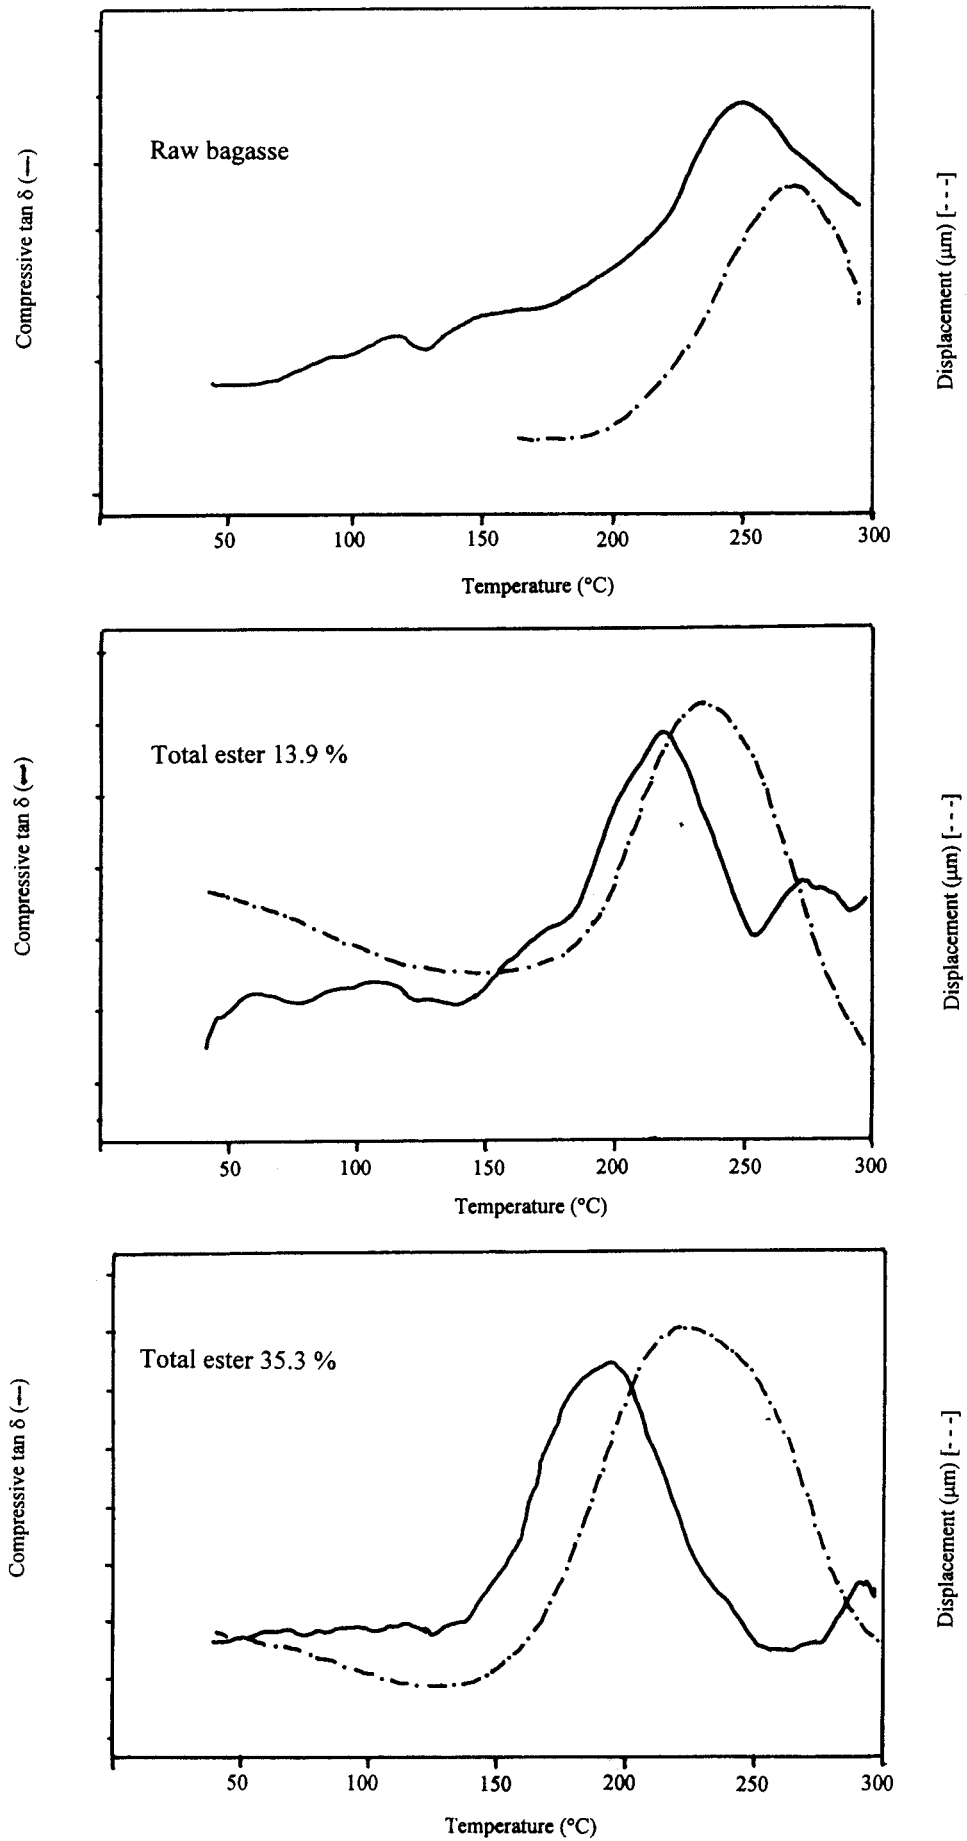 Raw bagasse
Compressive tan δ (—)
Displacement (μm) [- - -]
50 100 150 200 250 300
Temperature (°C)
Total ester 13.9 %
Compressive tan δ (—)
Displacement (μm) [- - -]
50 100 150 200 250 300
Temperature (°C)
Total ester 35.3 %
Compressive tan δ (—)
Displacement (μm) [- - -]
50 100 150 200 250 300
Temperature (°C)